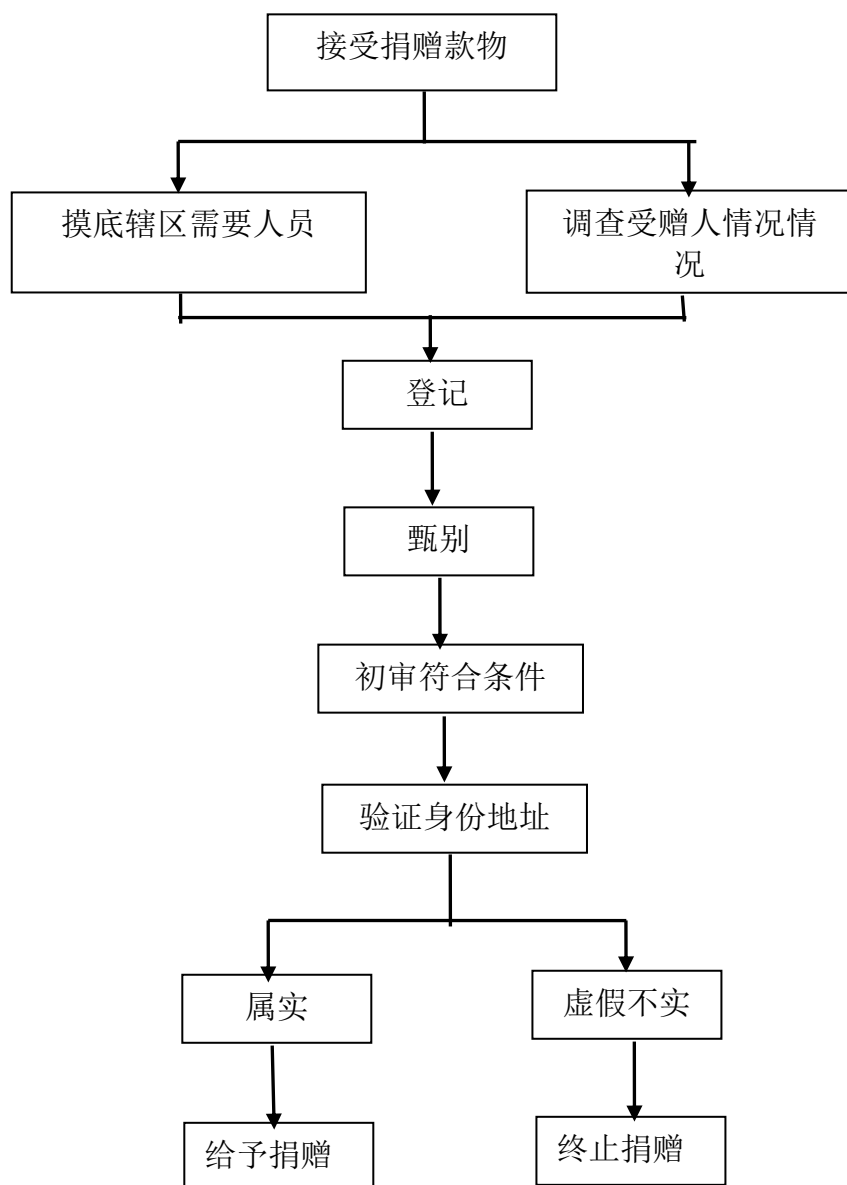 接受捐赠款物
摸底辖区需要人员
调查受赠人情况情
况
登记
甄别
初审符合条件
验证身份地址
属实
虚假不实
给予捐赠
终止捐赠